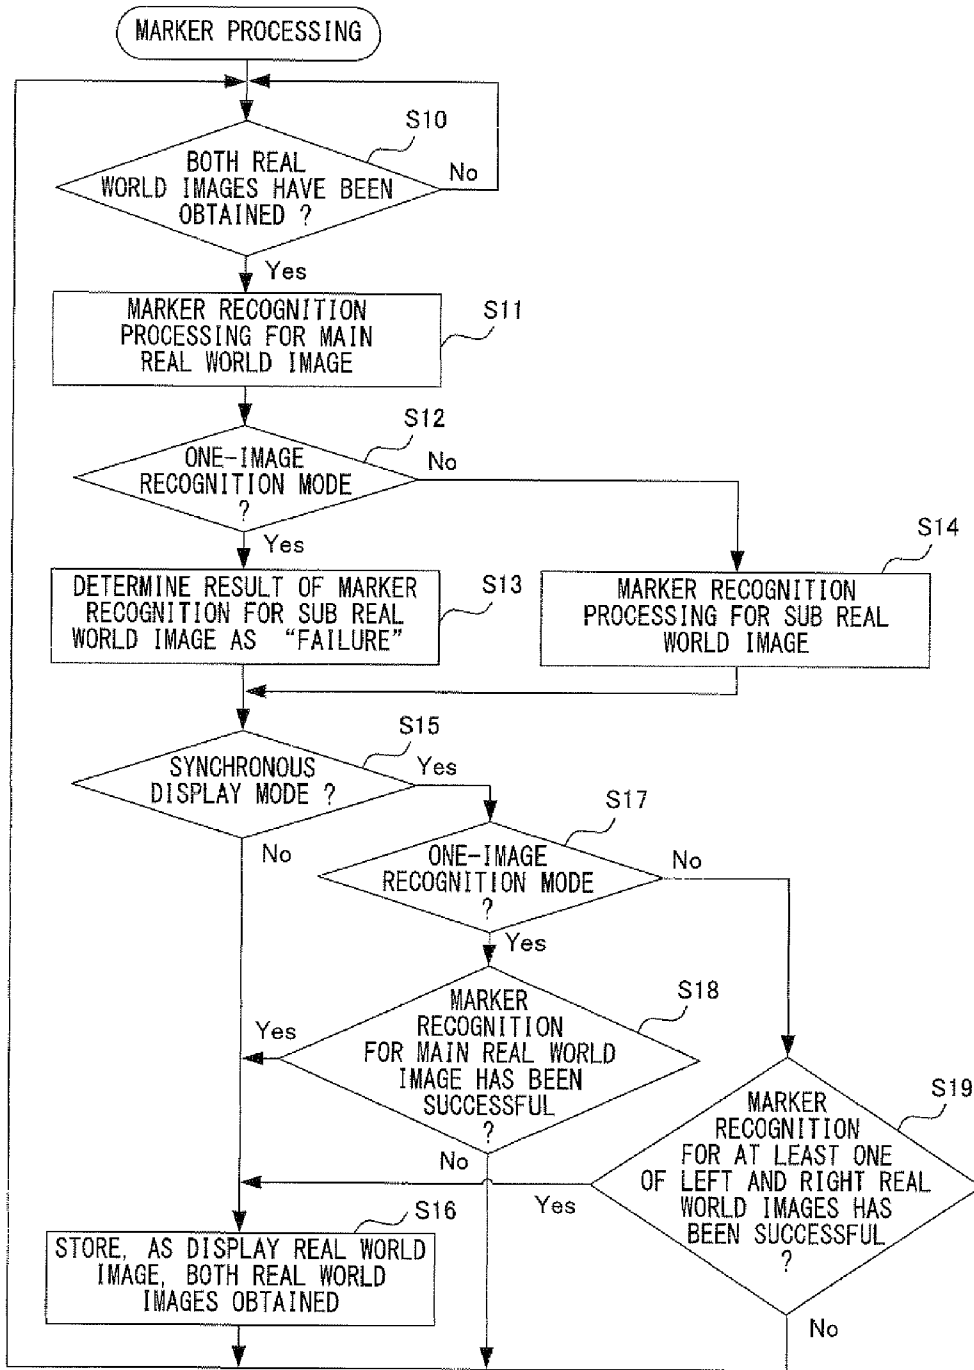 MARKER PROCESSING
S10
BOTH REAL
WORLD IMAGES HAVE BEEN
OBTAINED ?
No
Yes
MARKER RECOGNITION
PROCESSING FOR MAIN
REAL WORLD IMAGE
S11
S12
ONE-IMAGE
RECOGNITION MODE
?
No
Yes
DETERMINE RESULT OF MARKER
RECOGNITION FOR SUB REAL
WORLD IMAGE AS “FAILURE”
S13
S14
MARKER RECOGNITION
PROCESSING FOR SUB REAL
WORLD IMAGE
S15
SYNCHRONOUS
DISPLAY MODE ?
Yes
No
S17
ONE-IMAGE
RECOGNITION MODE
?
No
Yes
S18
MARKER
RECOGNITION
FOR MAIN REAL WORLD
IMAGE HAS BEEN
SUCCESSFUL
?
Yes
No
S19
MARKER
RECOGNITION
FOR AT LEAST ONE
OF LEFT AND RIGHT REAL
WORLD IMAGES HAS
BEEN SUCCESSFUL
?
Yes
No
S16
STORE, AS DISPLAY REAL WORLD
IMAGE, BOTH REAL WORLD
IMAGES OBTAINED